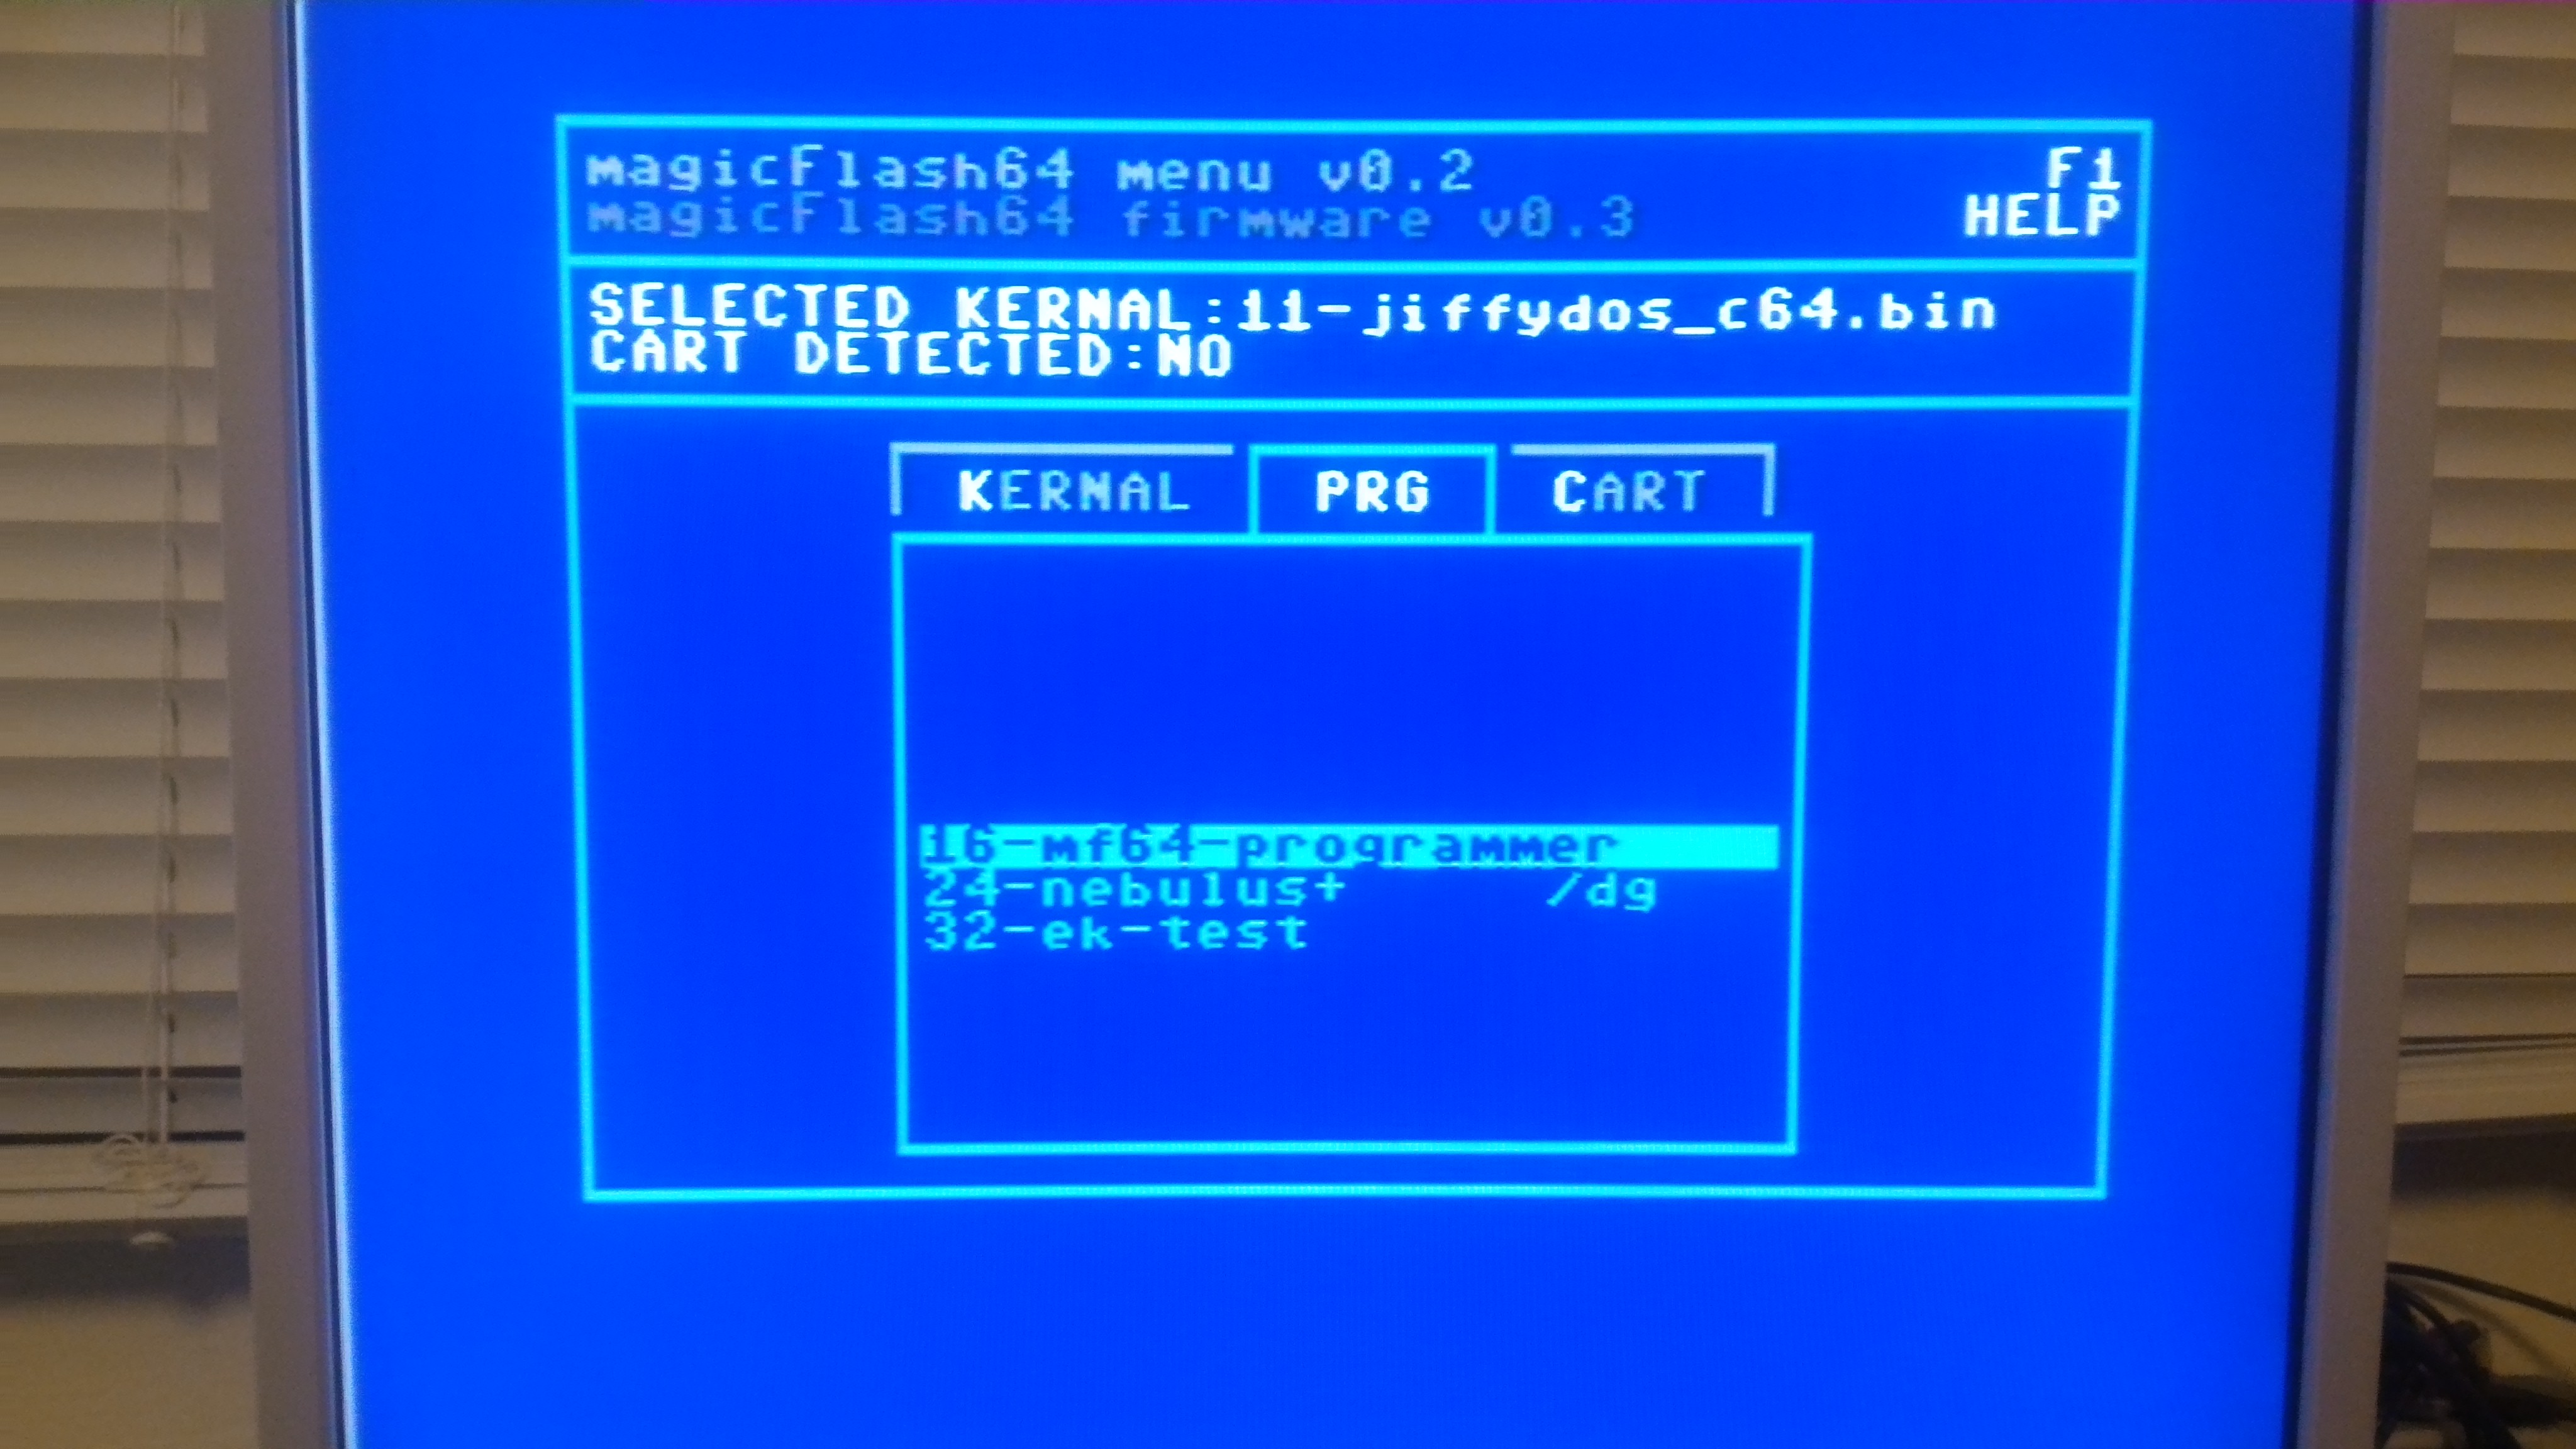 magicFlash64 menu v0.2 F1
magicFlash64 firmware v0.3 HELP
SELECTED KERNAL:11-jiffydos_c64.bin
CART DETECTED:NO
KERNAL PRG CART
16-mf64-programmer
24-nebulus+ /dg
32-ek-test